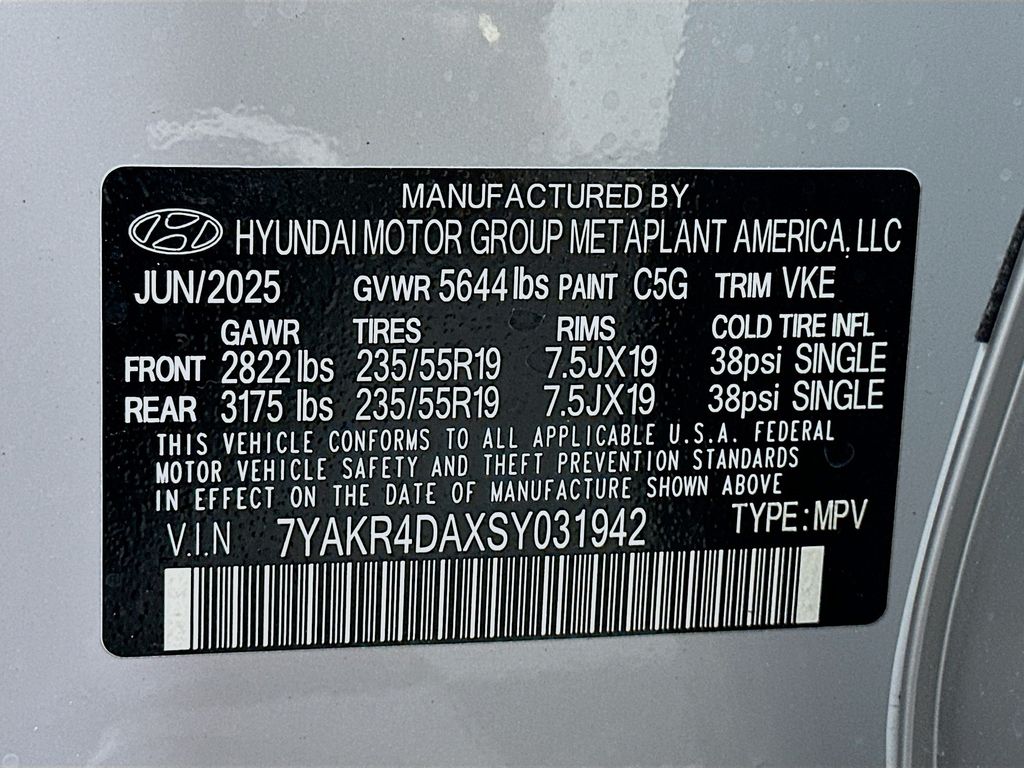 MANUFACTURED BY
HYUNDAI MOTOR GROUP METAPLANT AMERICA, LLC
JUN/2025 GVWR 5644 lbs PAINT C5G TRIM VKE
GAWR TIRES RIMS COLD TIRE INFL
FRONT 2822 lbs 235/55R19 7.5JX19 38psi SINGLE
REAR 3175 lbs 235/55R19 7.5JX19 38psi SINGLE
THIS VEHICLE CONFORMS TO ALL APPLICABLE U.S.A. FEDERAL
MOTOR VEHICLE SAFETY AND THEFT PREVENTION STANDARDS
IN EFFECT ON THE DATE OF MANUFACTURE SHOWN ABOVE
V.I.N 7YAKR4DAXSY031942 TYPE: MPV